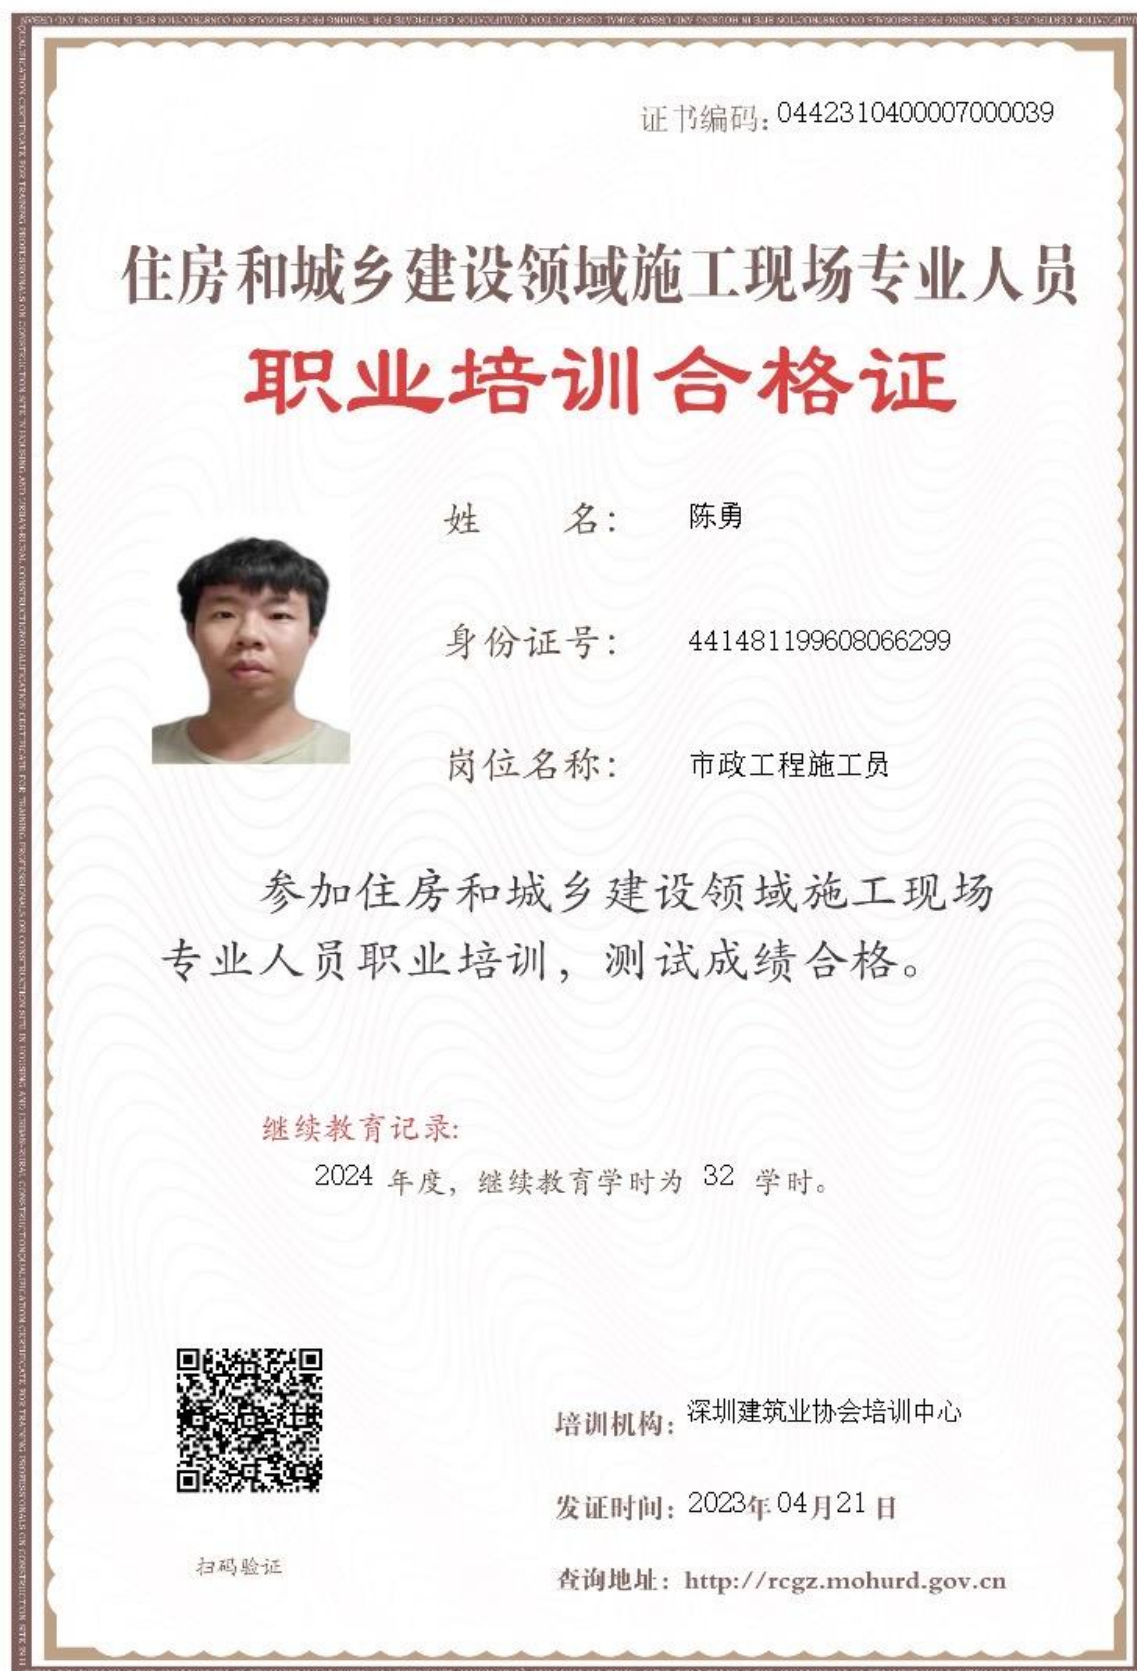 证书编码：0442310400007000039
住房和城乡建设领域施工现场专业人员
职业培训合格证
姓 名： 陈勇
身份证号： 441481199608066299
岗位名称： 市政工程施工员
参加住房和城乡建设领域施工现场
专业人员职业培训，测试成绩合格。
继续教育记录:
2024 年度，继续教育学时为 32 学时。
培训机构：深圳建筑业协会培训中心
发证时间：2023年04月21日
扫码验证
查询地址：http://rcgz.mohurd.gov.cn